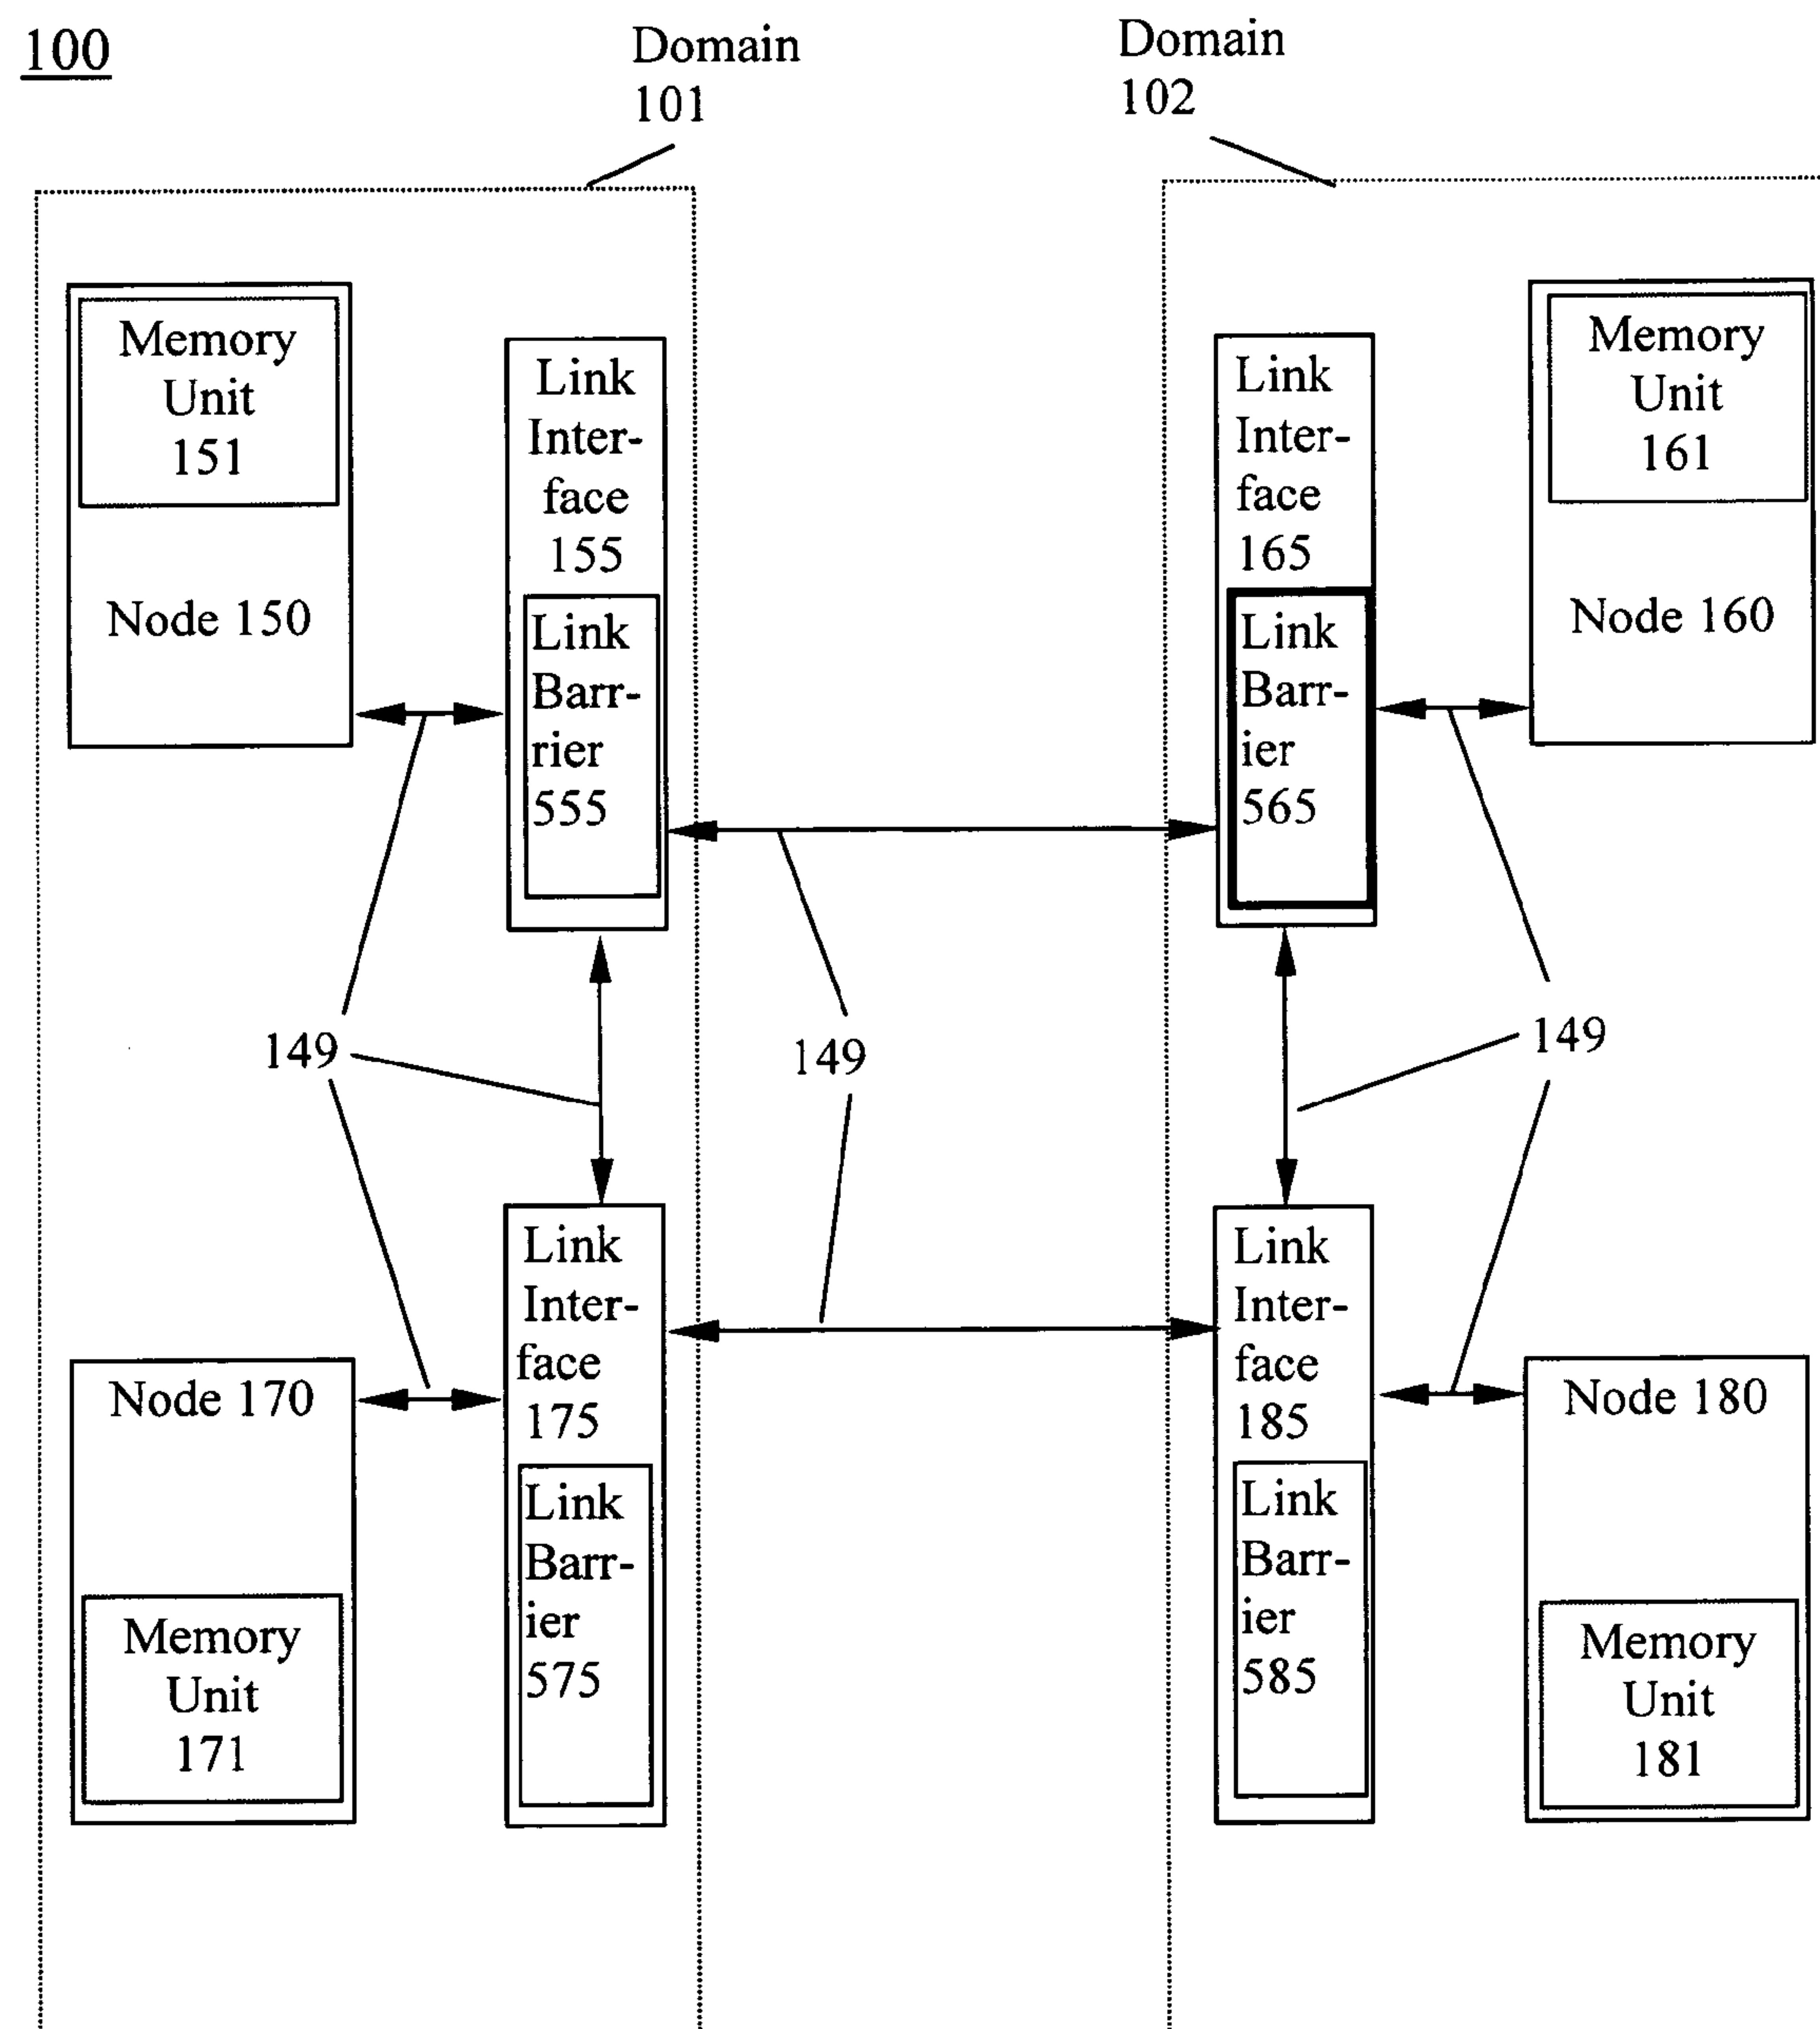 100
Domain
101
Domain
102
Memory
Unit
151
Node 150
Link
Inter-
face
155
Link
Barr-
rier
555
Link
Inter-
face
165
Link
Barr-
ier
565
Memory
Unit
161
Node 160
149
149
149
Node 170
Memory
Unit
171
Link
Inter-
face
175
Link
Barr-
ier
575
Link
Inter-
face
185
Link
Barr-
ier
585
Node 180
Memory
Unit
181